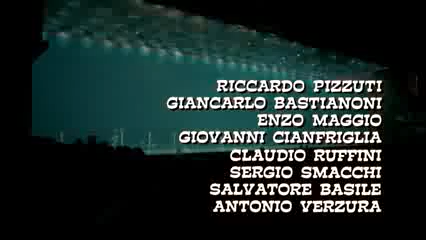 RICCARDO PIZZUTI
GIANCARLO BASTIANONI
ENZO MAGGIO
GIOVANNI CIANFRIGLIA
CLAUDIO RUFFINI
SERGIO SMACCHI
SALVATORE BASILE
ANTONIO VERZURA